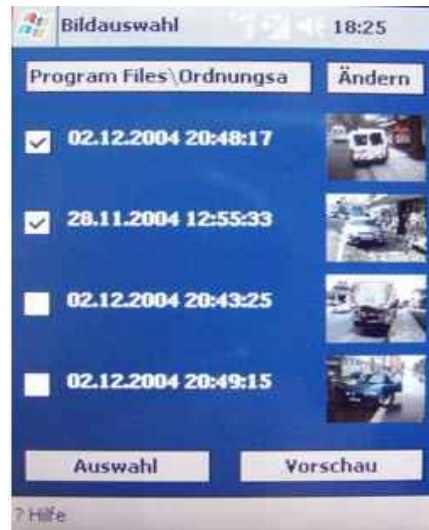 Bildauswahl 18:25
Program Files\Ordnungsa Ändern
02.12.2004 20:48:17
28.11.2004 12:55:33
02.12.2004 20:43:25
02.12.2004 20:49:15
Auswahl Vorschau
? Hilfe